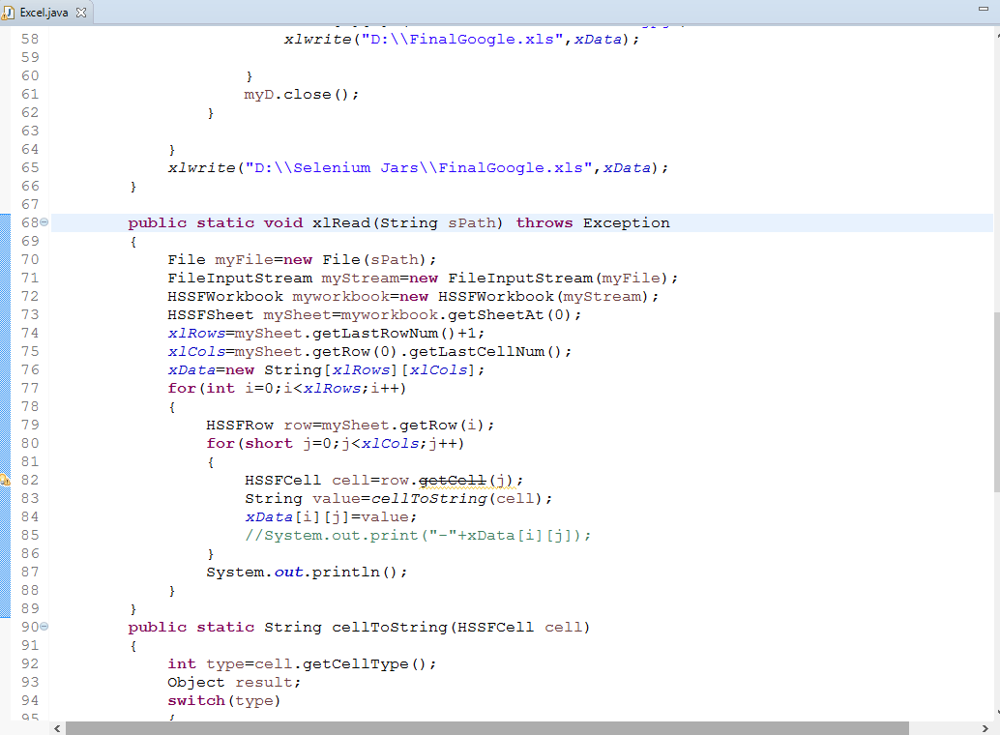 Excel.java
58 xlwrite("D:\\FinalGoogle.xls",xData);
59
60 }
61 myD.close();
62 }
63
64 }
65 xlwrite("D:\\Selenium Jars\\FinalGoogle.xls",xData);
66 }
67
68 public static void xlRead(String sPath) throws Exception
69 {
70 File myFile=new File(sPath);
71 FileInputStream myStream=new FileInputStream(myFile);
72 HSSFWorkbook myworkbook=new HSSFWorkbook(myStream);
73 HSSFSheet mySheet=myworkbook.getSheetAt(0);
74 xlRows=mySheet.getLastRowNum()+1;
75 xlCols=mySheet.getRow(0).getLastCellNum();
76 xData=new String[xlRows][xlCols];
77 for(int i=0;i<xlRows;i++)
78 {
79 HSSFRow row=mySheet.getRow(i);
80 for(short j=0;j<xlCols;j++)
81 {
82 HSSFCell cell=row.getCell(j);
83 String value=cellToString(cell);
84 xData[i][j]=value;
85 //System.out.print("-"+xData[i][j]);
86 }
87 System.out.println();
88 }
89 }
90 public static String cellToString(HSSFCell cell)
91 {
92 int type=cell.getCellType();
93 Object result;
94 switch(type)
95 {